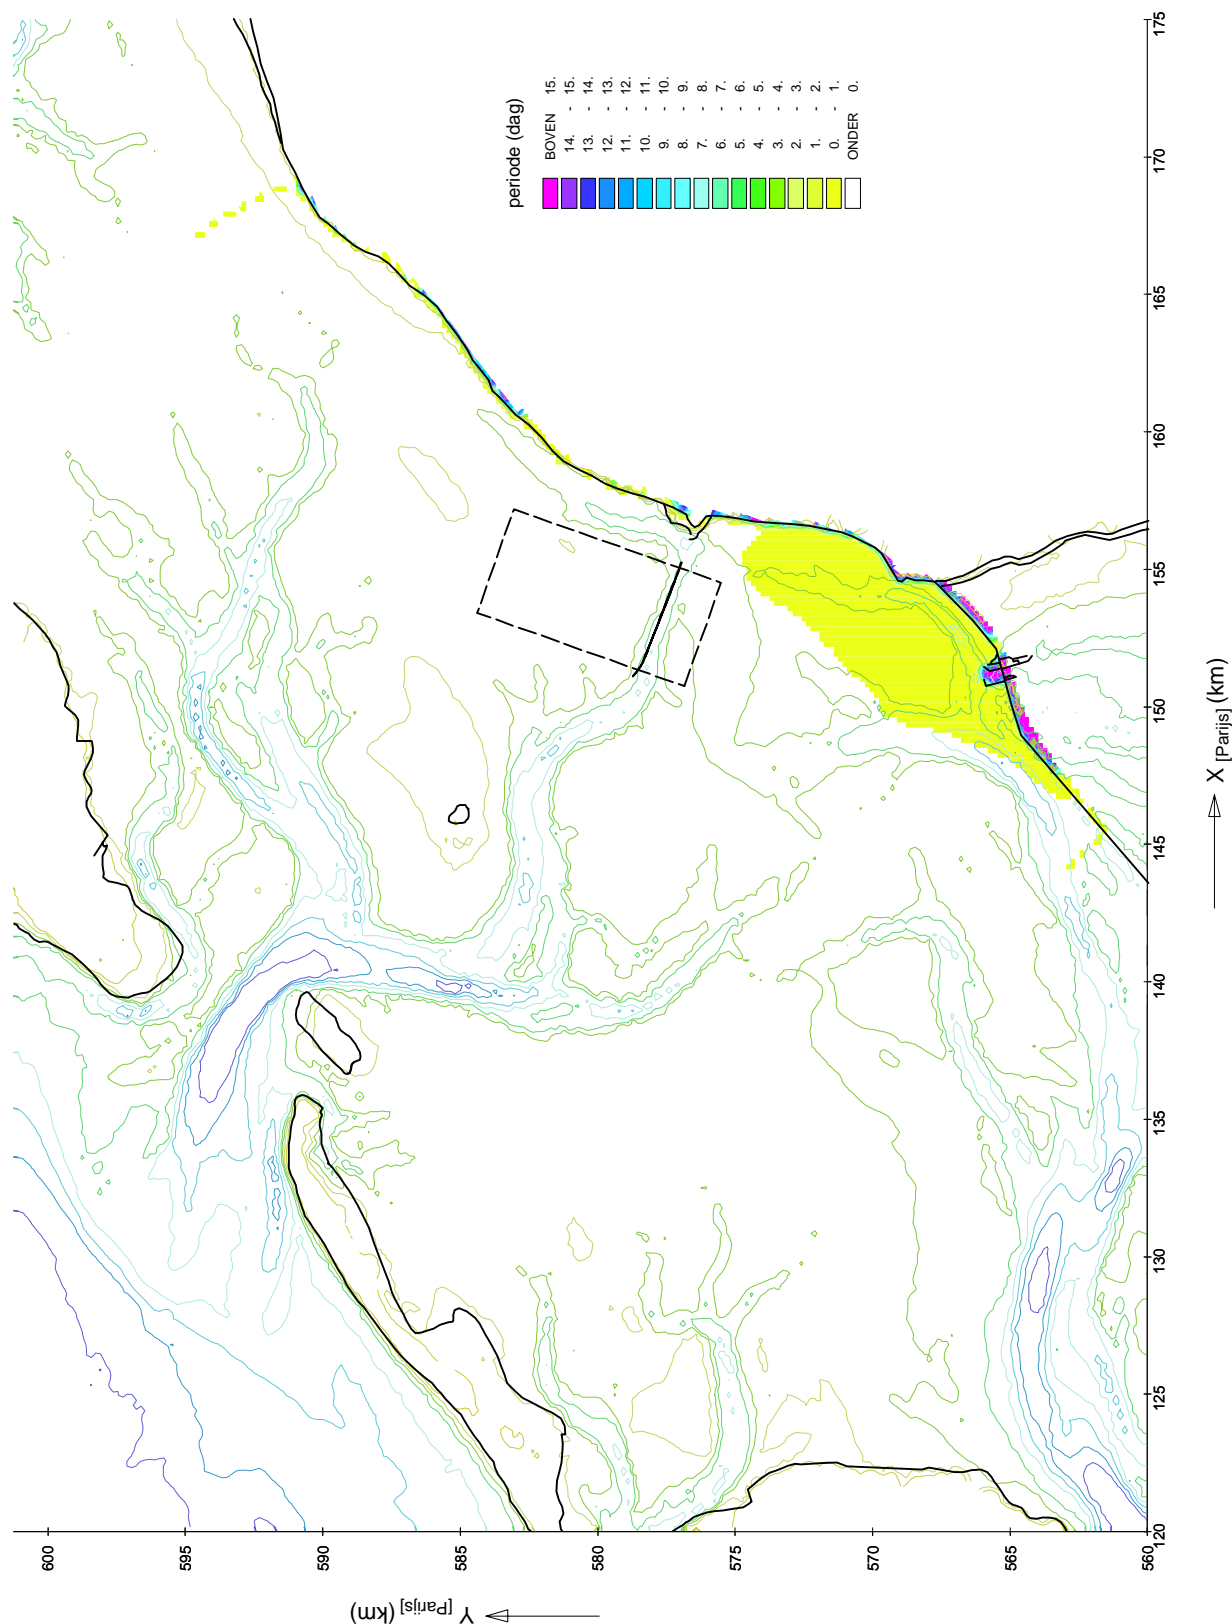 periode (dag)
BOVEN 15.
14. - 15.
13. - 14.
12. - 13.
11. - 12.
10. - 11.
9. - 10.
8. - 9.
7. - 8.
6. - 7.
5. - 6.
4. - 5.
3. - 4.
2. - 3.
1. - 2.
0. - 1.
ONDER 0.
600
595
590
585
580
575
570
565
560
120
125
130
135
140
145
150
155
160
165
170
175
X [Parijs] (km)
Y [Parijs] (km)